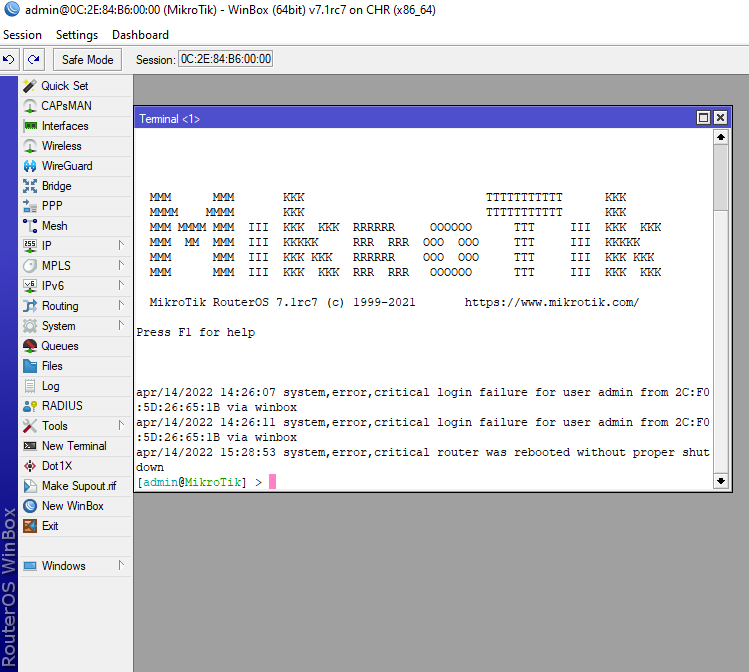 admin@0C:2E:84:B6:00:00 (MikroTik) - WinBox (64bit) v7.1rc7 on CHR (x86_64)
Session Settings Dashboard
Safe Mode Session: 0C:2E:84:B6:00:00
Quick Set
CAPsMAN
Interfaces
Wireless
WireGuard
Bridge
PPP
Mesh
IP
MPLS
IPv6
Routing
System
Queues
Files
Log
RADIUS
Tools
New Terminal
Dot1X
Make Supout.rif
New WinBox
Exit
Windows
RouterOS WinBox
Terminal <1>
MMM      MMM       KKK                          TTTTTTTTTTT      KKK
MMMM    MMMM       KKK                          TTTTTTTTTTT      KKK
MMM MMMM MMM  III  KKK  KKK  RRRRRR     OOOOOO      TTT     III  KKK  KKK
MMM  MM  MMM  III  KKKKK     RRR  RRR  OOO  OOO     TTT     III  KKKKK
MMM      MMM  III  KKK KKK   RRRRRR    OOO  OOO     TTT     III  KKK KKK
MMM      MMM  III  KKK  KKK  RRR  RRR   OOOOOO      TTT     III  KKK  KKK
MikroTik RouterOS 7.1rc7 (c) 1999-2021       https://www.mikrotik.com/
Press F1 for help
apr/14/2022 14:26:07 system,error,critical login failure for user admin from 2C:F0
:5D:26:65:1B via winbox
apr/14/2022 14:26:11 system,error,critical login failure for user admin from 2C:F0
:5D:26:65:1B via winbox
apr/14/2022 15:28:53 system,error,critical router was rebooted without proper shut
down
[admin@MikroTik] >